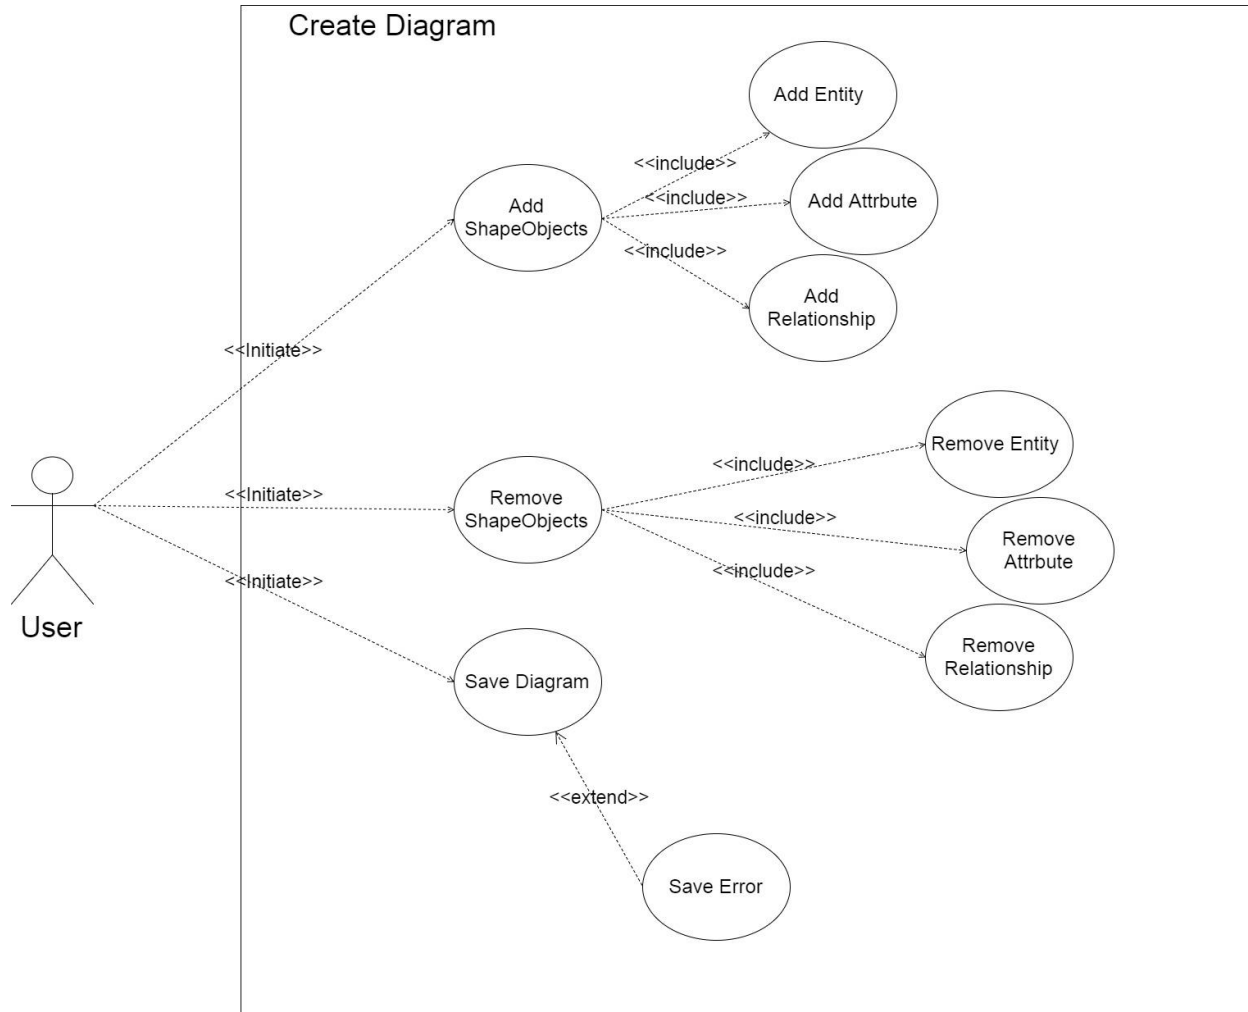 Create Diagram
Add Entity
<<include>>
Add
ShapeObjects
<<include>>
Add Attrbute
<<include>>
Add
Relationship
<<Initiate>>
Remove Entity
<<include>>
<<Initiate>>
Remove
ShapeObjects
<<include>>
Remove
Attrbute
<<include>>
<<Initiate>>
User
Remove
Relationship
Save Diagram
<<extend>>
Save Error